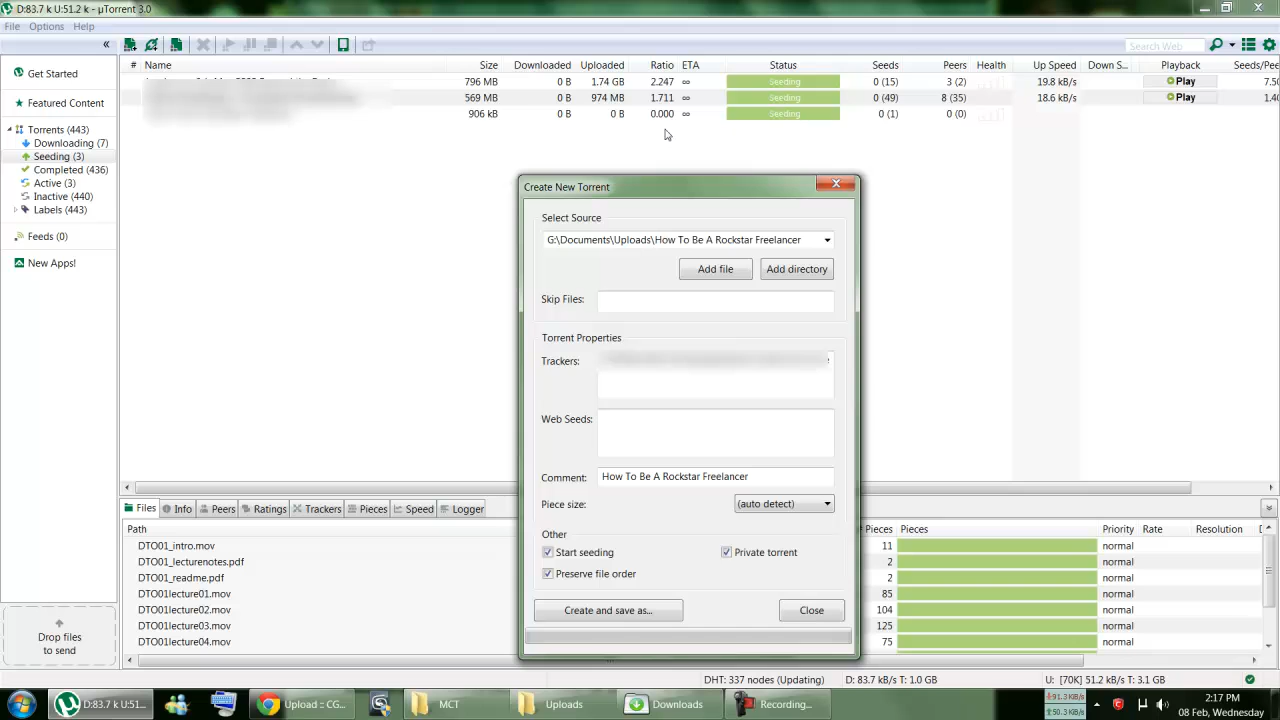 D:83.7 k U:51.2 k - µTorrent 3.0
File Options Help
Search Web
Get Started
Featured Content
Torrents (443)
Downloading (7)
Seeding (3)
Completed (436)
Active (3)
Inactive (440)
Labels (443)
Feeds (0)
New Apps!
Drop files
to send
# Name Size Downloaded Uploaded Ratio ETA Status Seeds Peers Health Up Speed Down S... Playback Seeds/Pee
796 MB 0 B 1.74 GB 2.247 ∞ Seeding 0 (15) 3 (2) 19.8 kB/s Play 7.50
569 MB 0 B 974 MB 1.711 ∞ Seeding 0 (49) 8 (35) 18.6 kB/s Play 1.40
906 kB 0 B 0 B 0.000 ∞ Seeding 0 (1) 0 (0)
Create New Torrent
Select Source
G:\Documents\Uploads\How To Be A Rockstar Freelancer
Add file Add directory
Skip Files:
Torrent Properties
Trackers:
Web Seeds:
Comment: How To Be A Rockstar Freelancer
Piece size: (auto detect)
Other
Start seeding Private torrent
Preserve file order
Create and save as... Close
Files Info Peers Ratings Trackers Pieces Speed Logger
Path Pieces Pieces Priority Rate Resolution
DTO01_intro.mov 11 normal
DTO01_lecturenotes.pdf 2 normal
DTO01_readme.pdf 2 normal
DTO01lecture01.mov 85 normal
DTO01lecture02.mov 104 normal
DTO01lecture03.mov 125 normal
DTO01lecture04.mov 75 normal
DHT: 337 nodes (Updating) D: 83.7 kB/s T: 1.0 GB U: [70K] 51.2 kB/s T: 3.1 GB
D:83.7 k U:51... Upload :: CG... MCT Uploads Downloads Recording...
91.3 KiB/s
50.3 KiB/s
2:17 PM
08 Feb, Wednesday